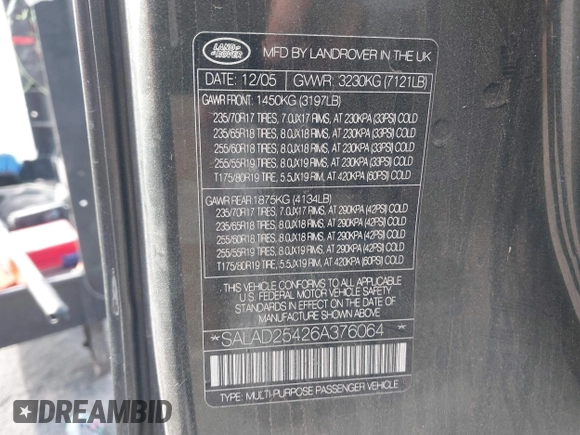 LAND ROVER
MFD BY LANDROVER IN THE UK
DATE: 12/05 GVWR: 3230KG (7121LB)
GAWR FRONT: 1450KG (3197LB)
235/70R17 TIRES, 7.0JX17 RIMS, AT 230KPA (33PSI) COLD
235/65R18 TIRES, 8.0JX18 RIMS, AT 230KPA (33PSI) COLD
255/60R18 TIRES, 8.0JX18 RIMS, AT 230KPA (33PSI) COLD
255/55R19 TIRES, 8.0JX19 RIMS, AT 230KPA (33PSI) COLD
T175/80R19 TIRE, 5.5JX19 RIM, AT 420KPA (60PSI) COLD
GAWR REAR 1875KG (4134LB)
235/70R17 TIRES, 7.0JX17 RIMS, AT 290KPA (42PSI) COLD
235/65R18 TIRES, 8.0JX18 RIMS, AT 290KPA (42PSI) COLD
255/60R18 TIRES, 8.0JX18 RIMS, AT 290KPA (42PSI) COLD
255/55R19 TIRES, 8.0JX19 RIMS, AT 290KPA (42PSI) COLD
T175/80R19 TIRE, 5.5JX19 RIM, AT 420KPA (60PSI) COLD
THIS VEHICLE CONFORMS TO ALL APPLICABLE
U.S. FEDERAL MOTOR VEHICLE SAFETY
STANDARDS IN EFFECT ON THE DATE OF
MANUFACTURE SHOWN ABOVE
*SALAD25426A376064*
TYPE: MULTI-PURPOSE PASSENGER VEHICLE
DREAMBID